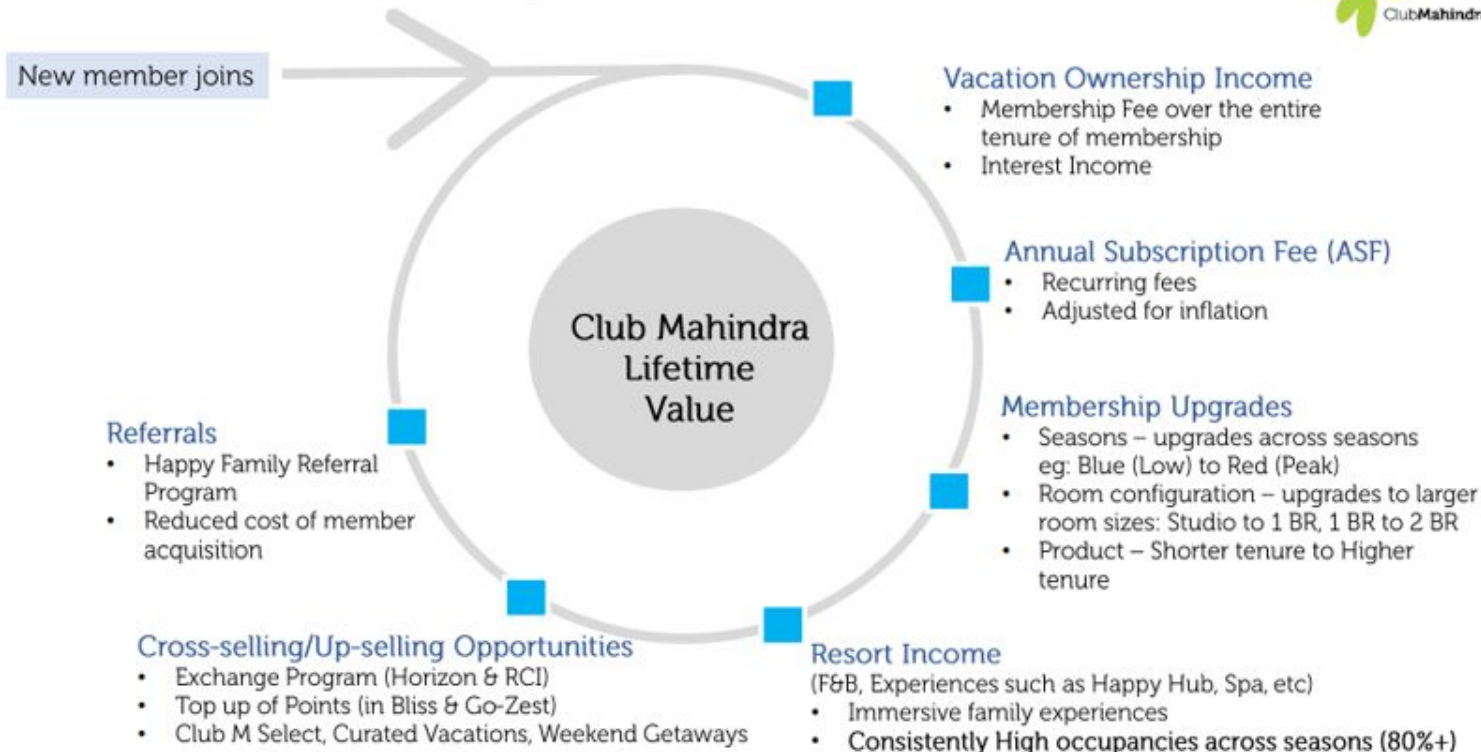 ClubMahindr
New member joins
Vacation Ownership Income
• Membership Fee over the entire
tenure of membership
• Interest Income
Annual Subscription Fee (ASF)
• Recurring fees
• Adjusted for inflation
Club Mahindra
Lifetime
Value
Membership Upgrades
• Seasons – upgrades across seasons
eg: Blue (Low) to Red (Peak)
• Room configuration – upgrades to larger
room sizes: Studio to 1 BR, 1 BR to 2 BR
• Product – Shorter tenure to Higher
tenure
Resort Income
(F&B, Experiences such as Happy Hub, Spa, etc)
• Immersive family experiences
• Consistently High occupancies across seasons (80%+)
Cross-selling/Up-selling Opportunities
• Exchange Program (Horizon & RCI)
• Top up of Points (in Bliss & Go-Zest)
• Club M Select, Curated Vacations, Weekend Getaways
Referrals
• Happy Family Referral
Program
• Reduced cost of member
acquisition